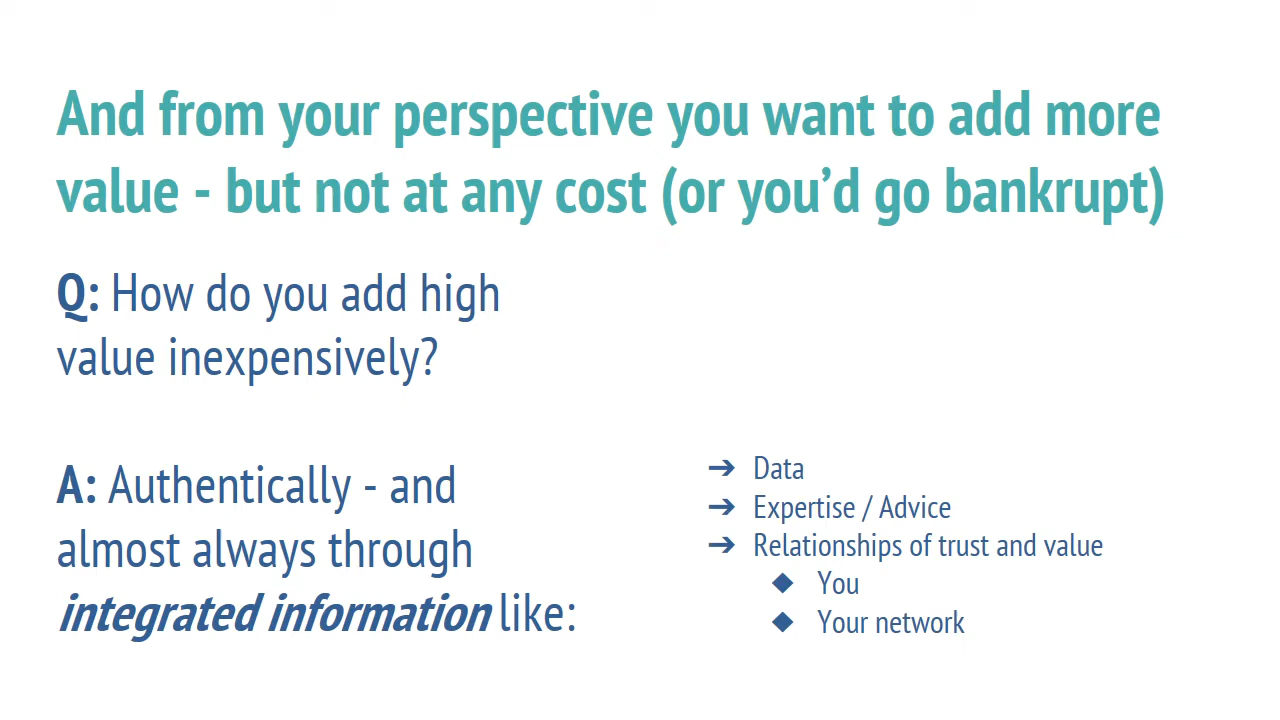 And from your perspective you want to add more
value - but not at any cost (or you’d go bankrupt)
Q: How do you add high
value inexpensively?
A: Authentically - and
almost always through
integrated information like:
➔ Data
➔ Expertise / Advice
➔ Relationships of trust and value
◆ You
◆ Your network